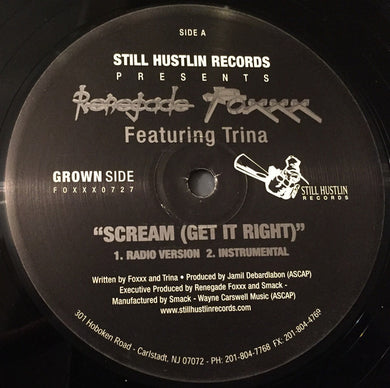 SIDE A
STILL HUSTLIN RECORDS
PRESENTS
Renegade Foxxx
Featuring Trina
GROWN SIDE
FOXXX0727
STILL HUSTLIN
RECORDS
"SCREAM (GET IT RIGHT)"
1. RADIO VERSION 2. INSTRUMENTAL
Written by Foxxx and Trina • Produced by Jamil Debardlabon (ASCAP)
Executive Produced by Renegade Foxxx and Smack -
Manufactured by Smack - Wayne Carswell Music (ASCAP)
www.stillhustlinrecords.com
301 Hoboken Road - Carlstadt, NJ 07072 - PH: 201-804-7768 FX: 201-804-4769